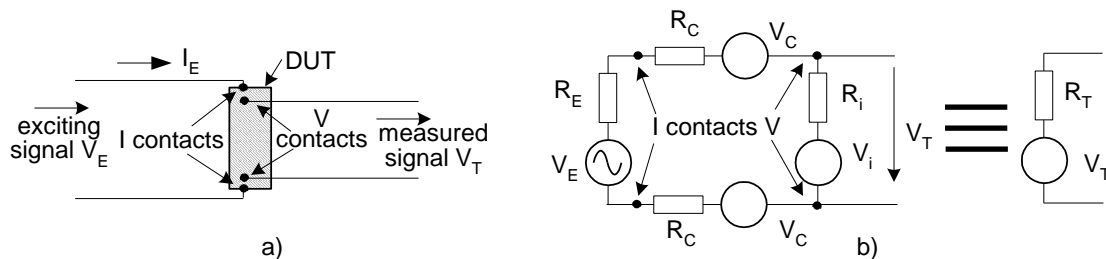 I_E
DUT
exciting
signal V_E
I contacts
V
contacts
measured
signal V_T
a)
R_C
V_C
R_E
I contacts V
R_i
V_E
V_i
V_T
R_C
V_C
b)
R_T
V_T